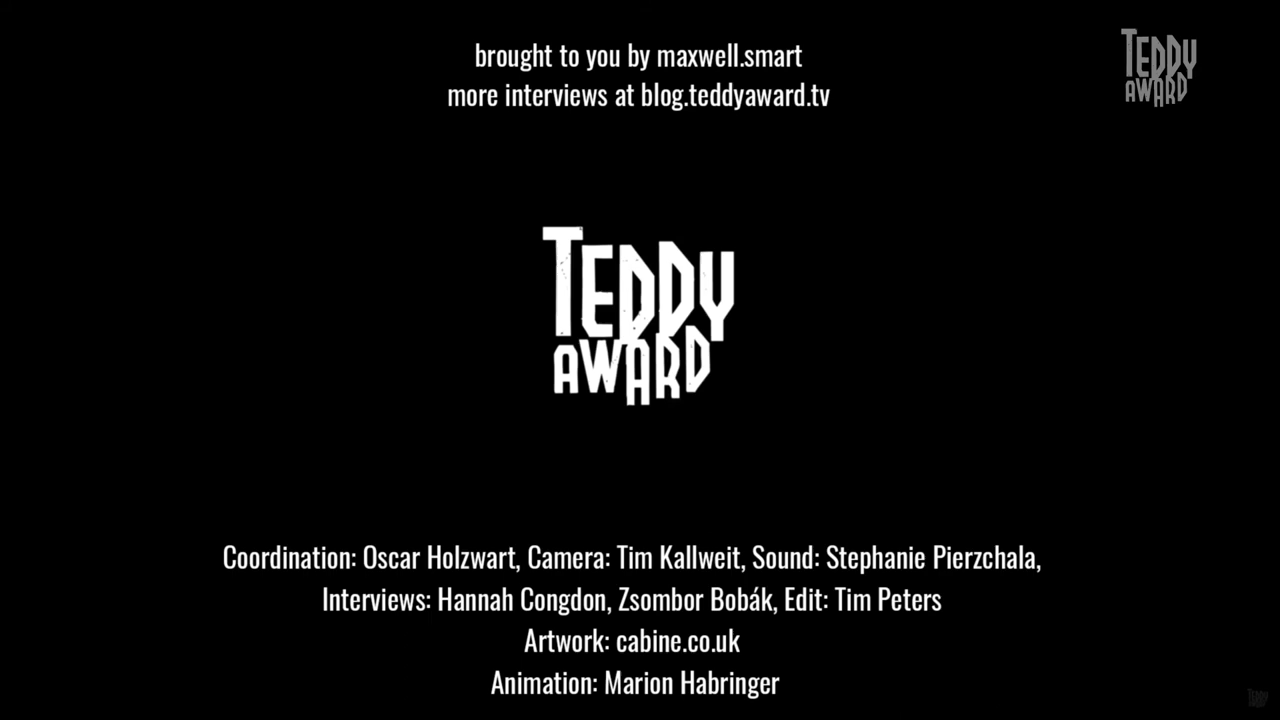 brought to you by maxwell.smart
more interviews at blog.teddyaward.tv
TEDDY
AWARD
TEDDY
AWARD
Coordination: Oscar Holzwart, Camera: Tim Kallweit, Sound: Stephanie Pierzchala,
Interviews: Hannah Congdon, Zsombor Bobák, Edit: Tim Peters
Artwork: cabine.co.uk
Animation: Marion Habringer
TEDDY
AWARD